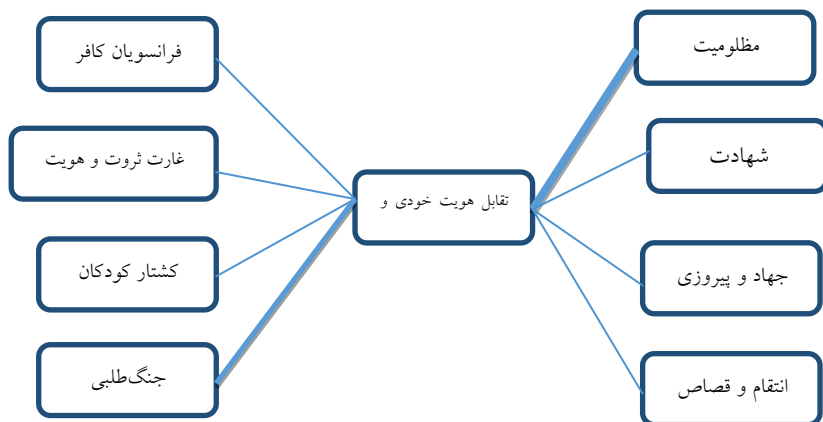 مظلومیت
فرانسویان کافر
شهادت
غارت ثروت و هویت
تقابل هویت خودی و
جهاد و پیروزی
کشتار کودکان
انتقام و قصاص
جنگ‌طلبی